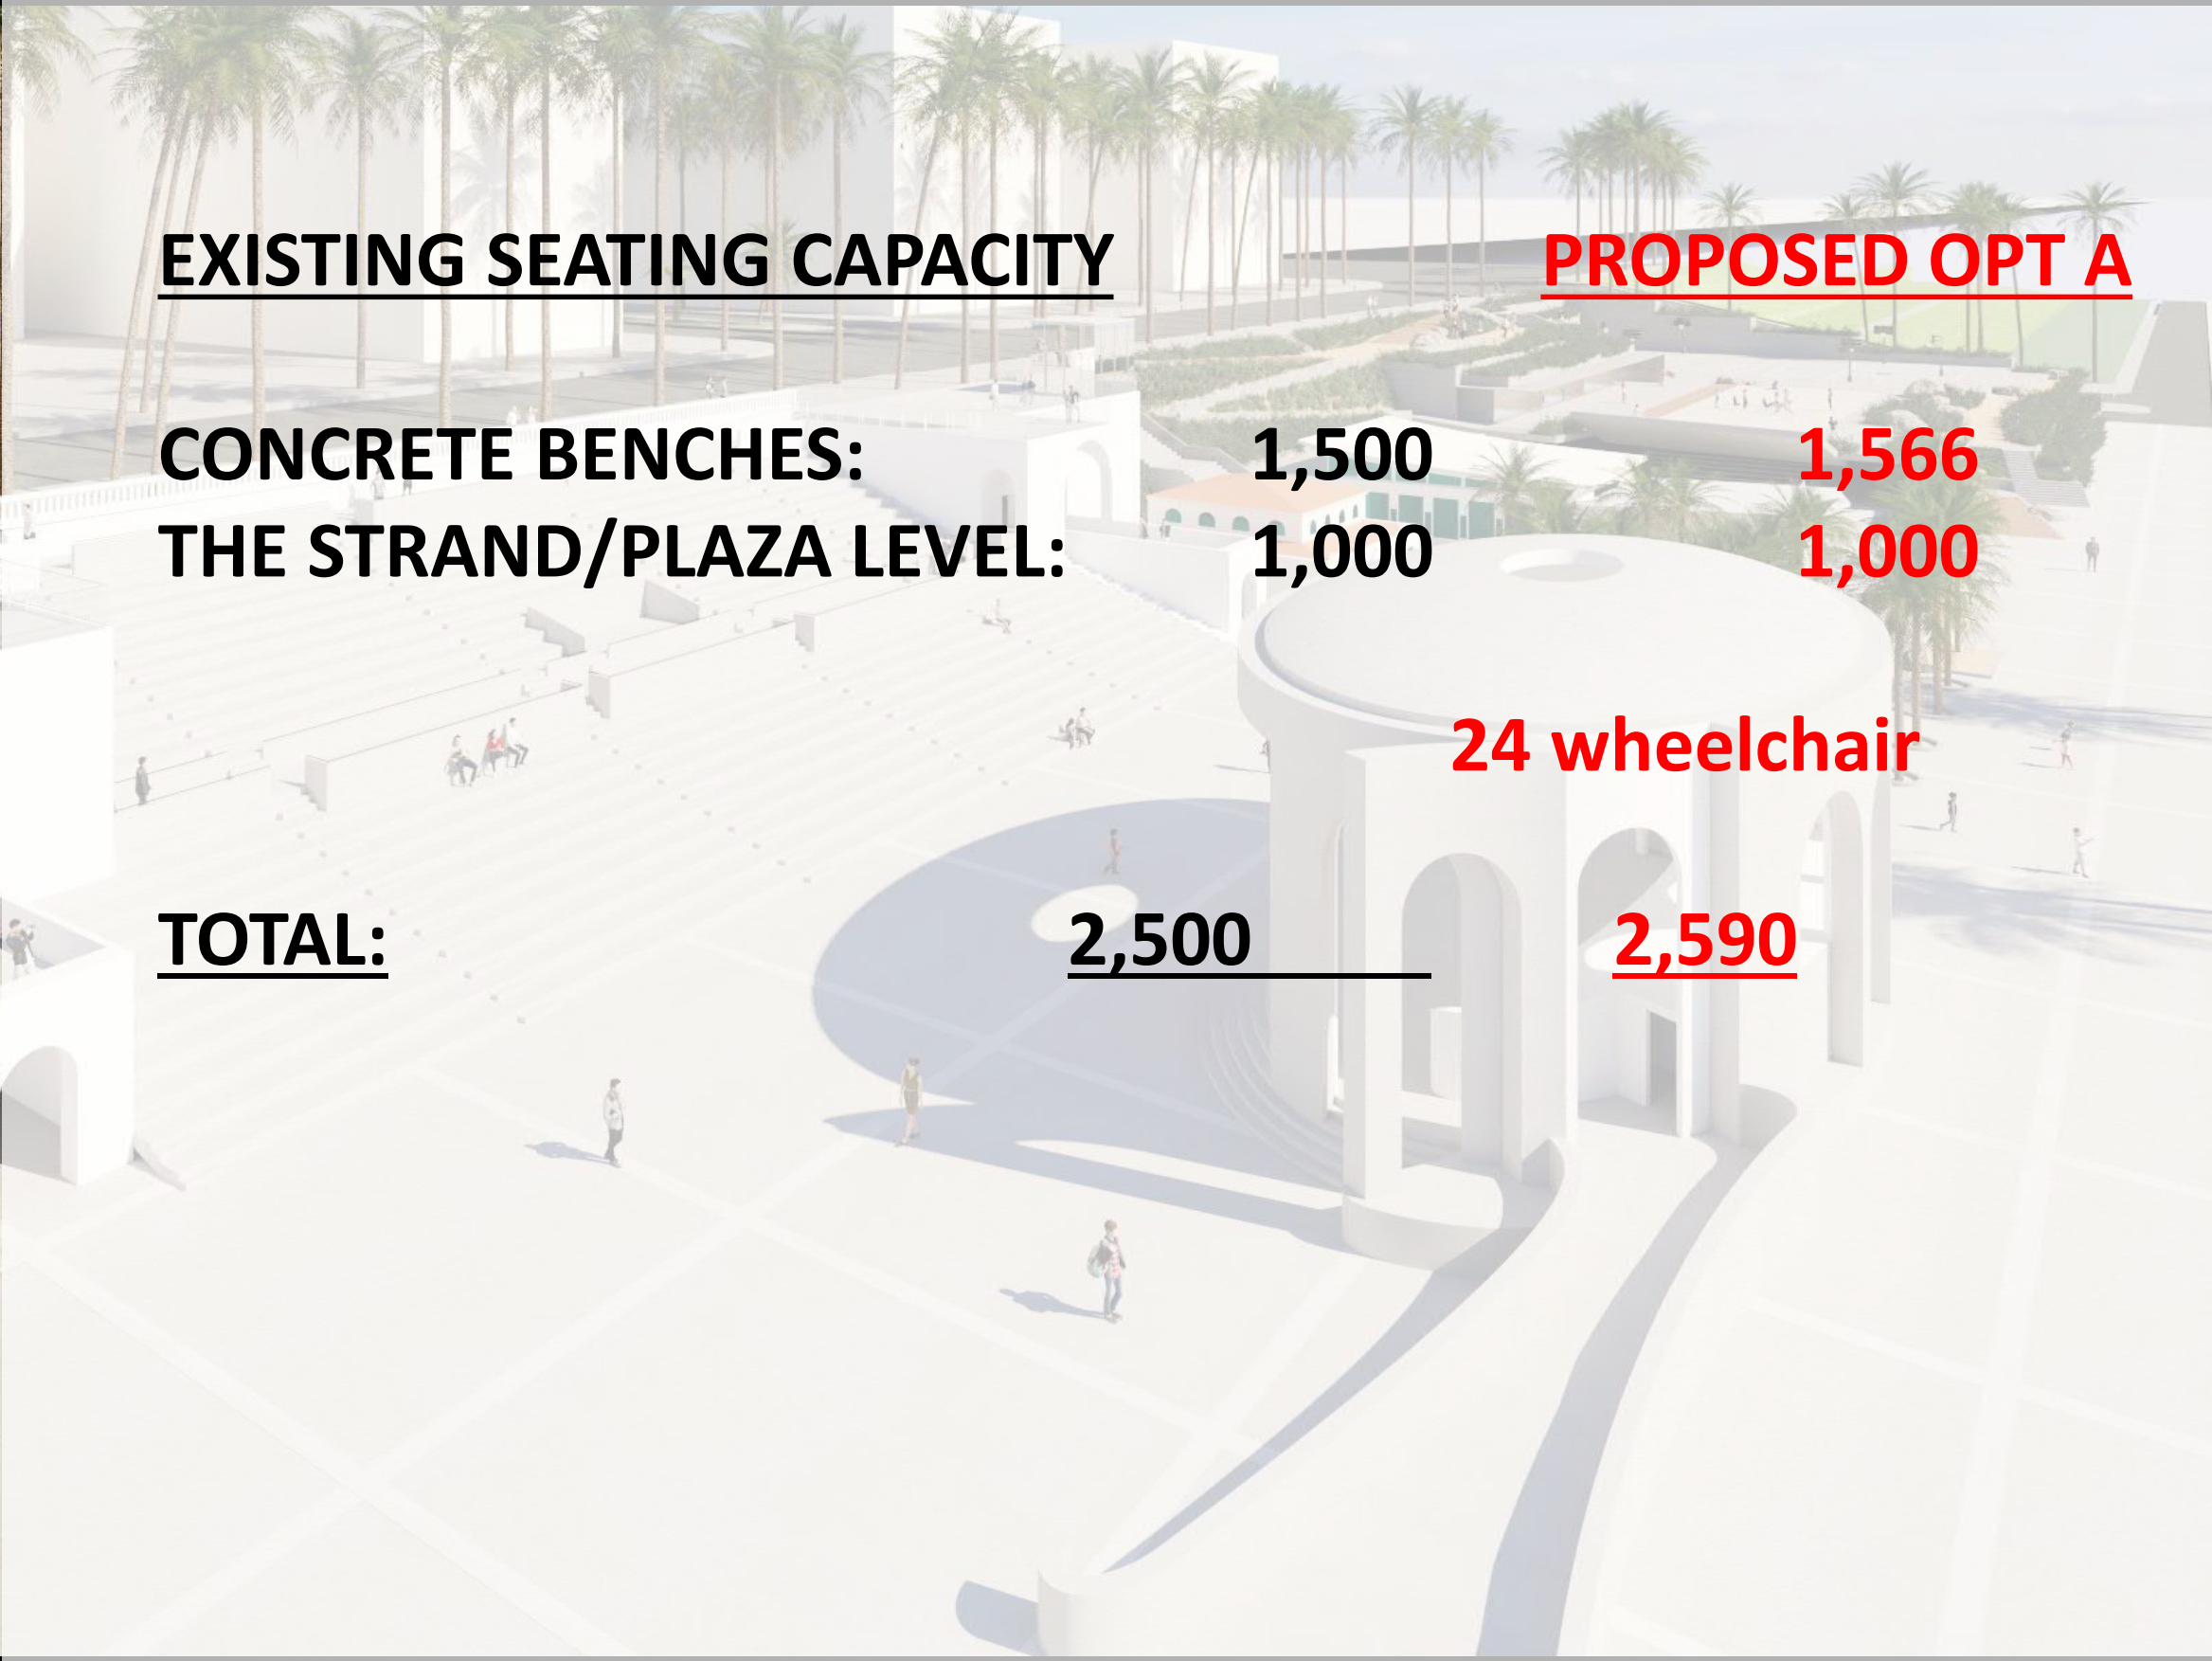 EXISTING SEATING CAPACITY PROPOSED OPT A
CONCRETE BENCHES: 1,500 1,566
THE STRAND/PLAZA LEVEL: 1,000 1,000
24 wheelchair
TOTAL: 2,500 2,590